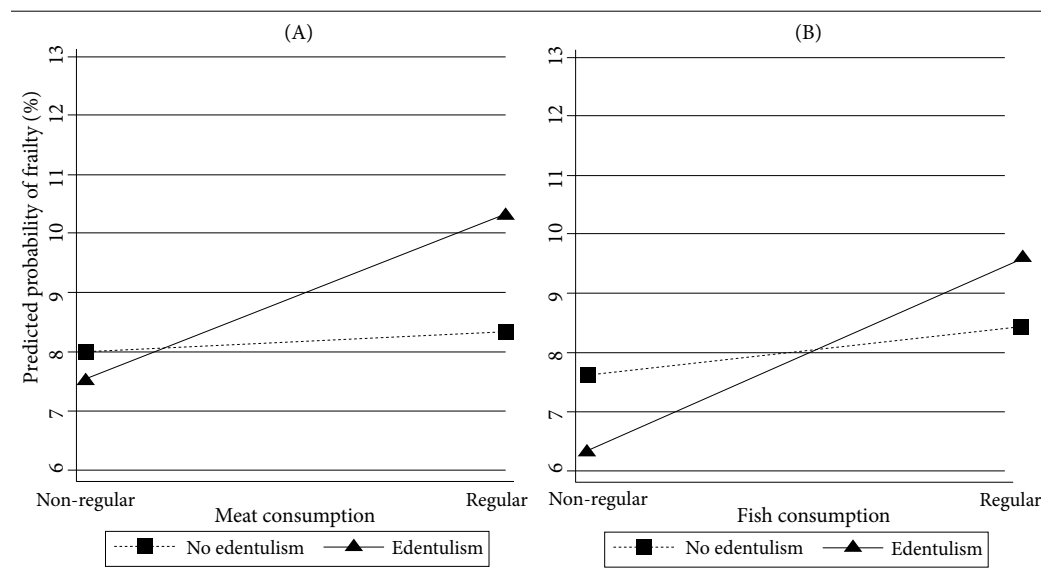 (A)
Predicted probability of frailty (%)
13
12
11
10
9
8
7
6
Non-regular
Regular
Meat consumption
No edentulism
Edentulism
(B)
13
12
11
10
9
8
7
6
Non-regular
Regular
Fish consumption
No edentulism
Edentulism